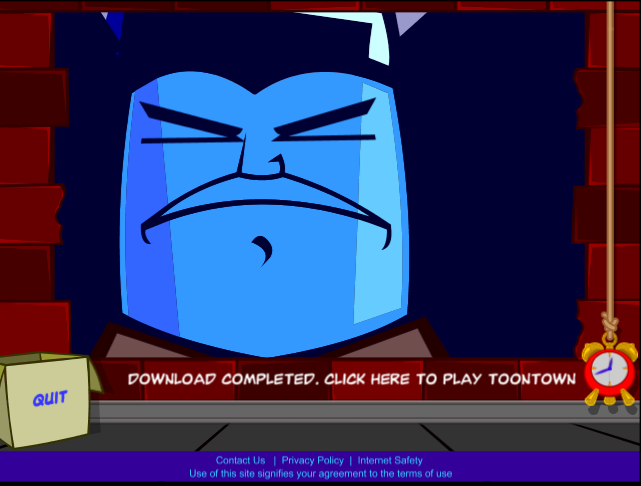 DOWNLOAD COMPLETED. CLICK HERE TO PLAY TOONTOWN
QUIT
Contact Us | Privacy Policy | Internet Safety
Use of this site signifies your agreement to the terms of use